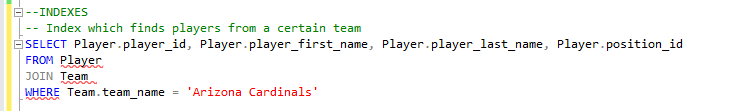 --INDEXES
-- Index which finds players from a certain team
SELECT Player.player_id, Player.player_first_name, Player.player_last_name, Player.position_id
FROM Player
JOIN Team
WHERE Team.team_name = 'Arizona Cardinals'